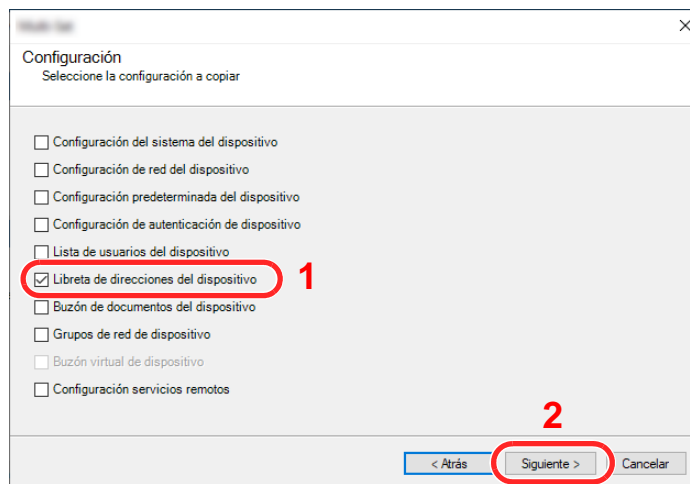 Configuración
Seleccione la configuración a copiar
Configuración del sistema del dispositivo
Configuración de red del dispositivo
Configuración predeterminada del dispositivo
Configuración de autenticación de dispositivo
Lista de usuarios del dispositivo
Libreta de direcciones del dispositivo 1
Buzón de documentos del dispositivo
Grupos de red de dispositivo
Buzón virtual de dispositivo
Configuración servicios remotos
2
< Atrás Siguiente > Cancelar